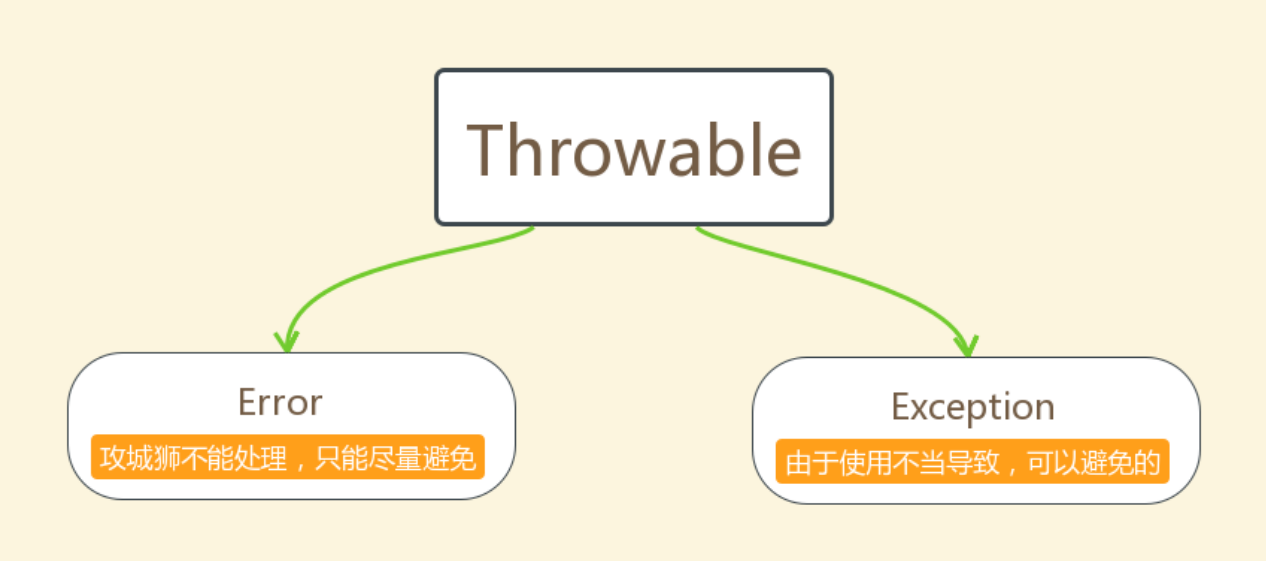 Throwable
Error
攻城狮不能处理，只能尽量避免
Exception
由于使用不当导致，可以避免的